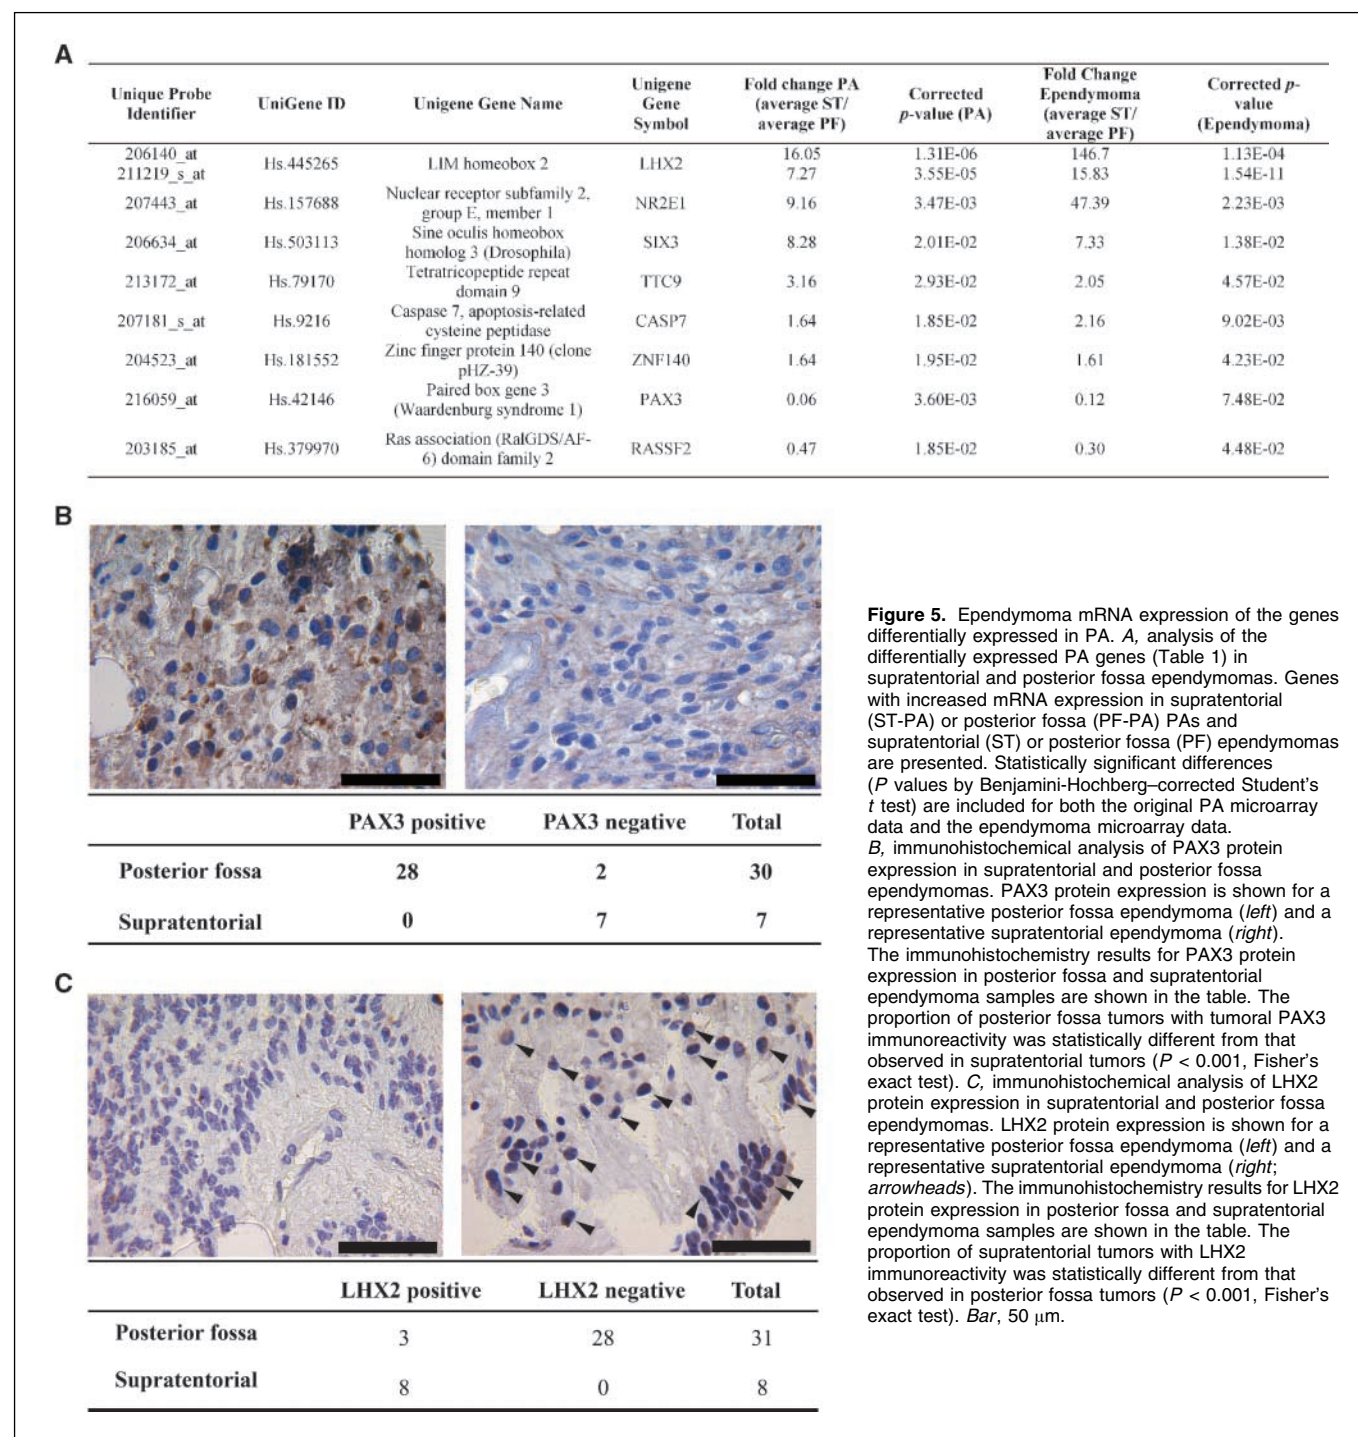 A
Unique Probe Identifier UniGene ID Unigene Gene Name Unigene Gene Symbol Fold change PA (average ST/ average PF) Corrected p-value (PA) Fold Change Ependymoma (average ST/ average PF) Corrected p-value (Ependymoma)
206140_at Hs.445265 LIM homeobox 2 LHX2 16.05 1.31E-06 146.7 1.13E-04
211219_s_at 7.27 3.55E-05 15.83 1.54E-11
207443_at Hs.157688 Nuclear receptor subfamily 2, group E, member 1 NR2E1 9.16 3.47E-03 47.39 2.23E-03
206634_at Hs.503113 Sine oculis homeobox homolog 3 (Drosophila) SIX3 8.28 2.01E-02 7.33 1.38E-02
213172_at Hs.79170 Tetratricopeptide repeat domain 9 TTC9 3.16 2.93E-02 2.05 4.57E-02
207181_s_at Hs.9216 Caspase 7, apoptosis-related cysteine peptidase CASP7 1.64 1.85E-02 2.16 9.02E-03
204523_at Hs.181552 Zinc finger protein 140 (clone pHZ-39) ZNF140 1.64 1.95E-02 1.61 4.23E-02
216059_at Hs.42146 Paired box gene 3 (Waardenburg syndrome 1) PAX3 0.06 3.60E-03 0.12 7.48E-02
203185_at Hs.379970 Ras association (RalGDS/AF-6) domain family 2 RASSF2 0.47 1.85E-02 0.30 4.48E-02
B
PAX3 positive PAX3 negative Total
Posterior fossa 28 2 30
Supratentorial 0 7 7
C
LHX2 positive LHX2 negative Total
Posterior fossa 3 28 31
Supratentorial 8 0 8
Figure 5. Ependymoma mRNA expression of the genes
differentially expressed in PA. A, analysis of the
differentially expressed PA genes (Table 1) in
supratentorial and posterior fossa ependymomas. Genes
with increased mRNA expression in supratentorial
(ST-PA) or posterior fossa (PF-PA) PAs and
supratentorial (ST) or posterior fossa (PF) ependymomas
are presented. Statistically significant differences
(P values by Benjamini-Hochberg–corrected Student's
t test) are included for both the original PA microarray
data and the ependymoma microarray data.
B, immunohistochemical analysis of PAX3 protein
expression in supratentorial and posterior fossa
ependymomas. PAX3 protein expression is shown for a
representative posterior fossa ependymoma (left) and a
representative supratentorial ependymoma (right).
The immunohistochemistry results for PAX3 protein
expression in posterior fossa and supratentorial
ependymoma samples are shown in the table. The
proportion of posterior fossa tumors with tumoral PAX3
immunoreactivity was statistically different from that
observed in supratentorial tumors (P < 0.001, Fisher's
exact test). C, immunohistochemical analysis of LHX2
protein expression in supratentorial and posterior fossa
ependymomas. LHX2 protein expression is shown for a
representative posterior fossa ependymoma (left) and a
representative supratentorial ependymoma (right;
arrowheads). The immunohistochemistry results for LHX2
protein expression in posterior fossa and supratentorial
ependymoma samples are shown in the table. The
proportion of supratentorial tumors with LHX2
immunoreactivity was statistically different from that
observed in posterior fossa tumors (P < 0.001, Fisher's
exact test). Bar, 50 μm.